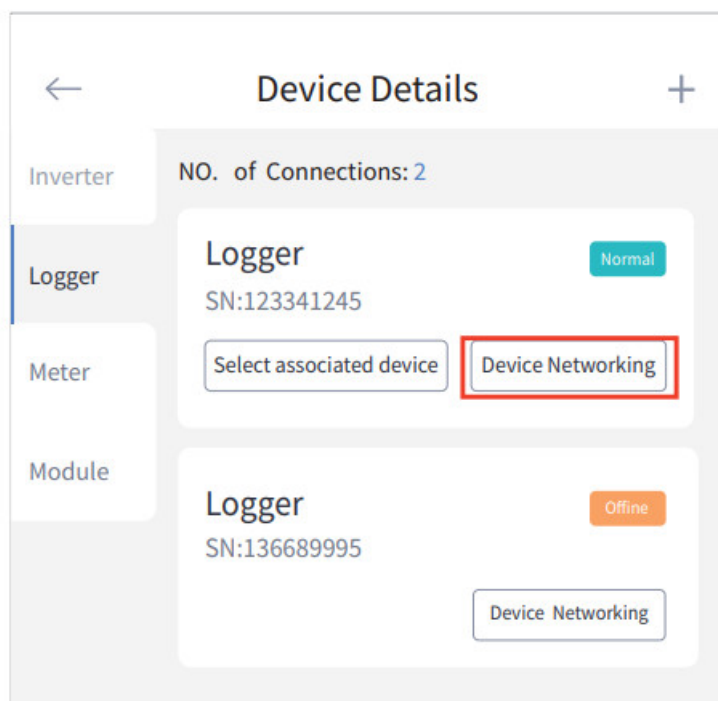 Device Details
Inverter
Logger
Meter
Module
NO. of Connections: 2
Logger
Normal
SN:123341245
Select associated device
Device Networking
Logger
Offine
SN:136689995
Device Networking